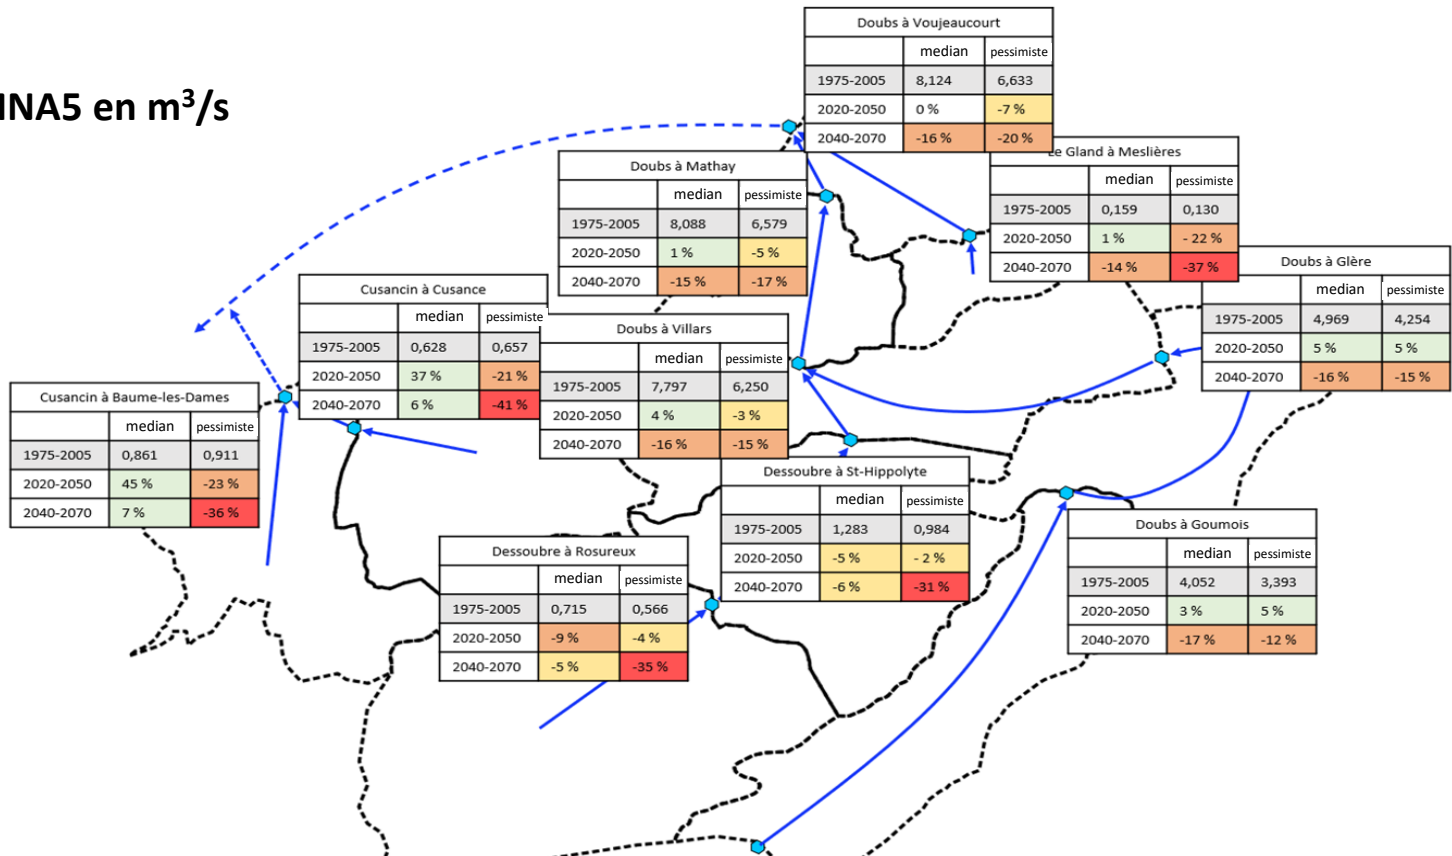 INA5 en m³/s
Doubs à Voujeaucourt
median pessimiste
1975-2005 8,124 6,633
2020-2050 0 % -7 %
2040-2070 -16 % -20 %
Le Gland à Meslières
median pessimiste
1975-2005 0,159 0,130
2020-2050 1 % - 22 %
2040-2070 -14 % -37 %
Doubs à Mathay
median pessimiste
1975-2005 8,088 6,579
2020-2050 1 % -5 %
2040-2070 -15 % -17 %
Doubs à Glère
median pessimiste
1975-2005 4,969 4,254
2020-2050 5 % 5 %
2040-2070 -16 % -15 %
Cusancin à Cusance
median pessimiste
1975-2005 0,628 0,657
2020-2050 37 % -21 %
2040-2070 6 % -41 %
Doubs à Villars
median pessimiste
1975-2005 7,797 6,250
2020-2050 4 % -3 %
2040-2070 -16 % -15 %
Cusancin à Baume-les-Dames
median pessimiste
1975-2005 0,861 0,911
2020-2050 45 % -23 %
2040-2070 7 % -36 %
Dessoubre à St-Hippolyte
median pessimiste
1975-2005 1,283 0,984
2020-2050 -5 % - 2 %
2040-2070 -6 % -31 %
Doubs à Goumois
median pessimiste
1975-2005 4,052 3,393
2020-2050 3 % 5 %
2040-2070 -17 % -12 %
Dessoubre à Rosureux
median pessimiste
1975-2005 0,715 0,566
2020-2050 -9 % -4 %
2040-2070 -5 % -35 %